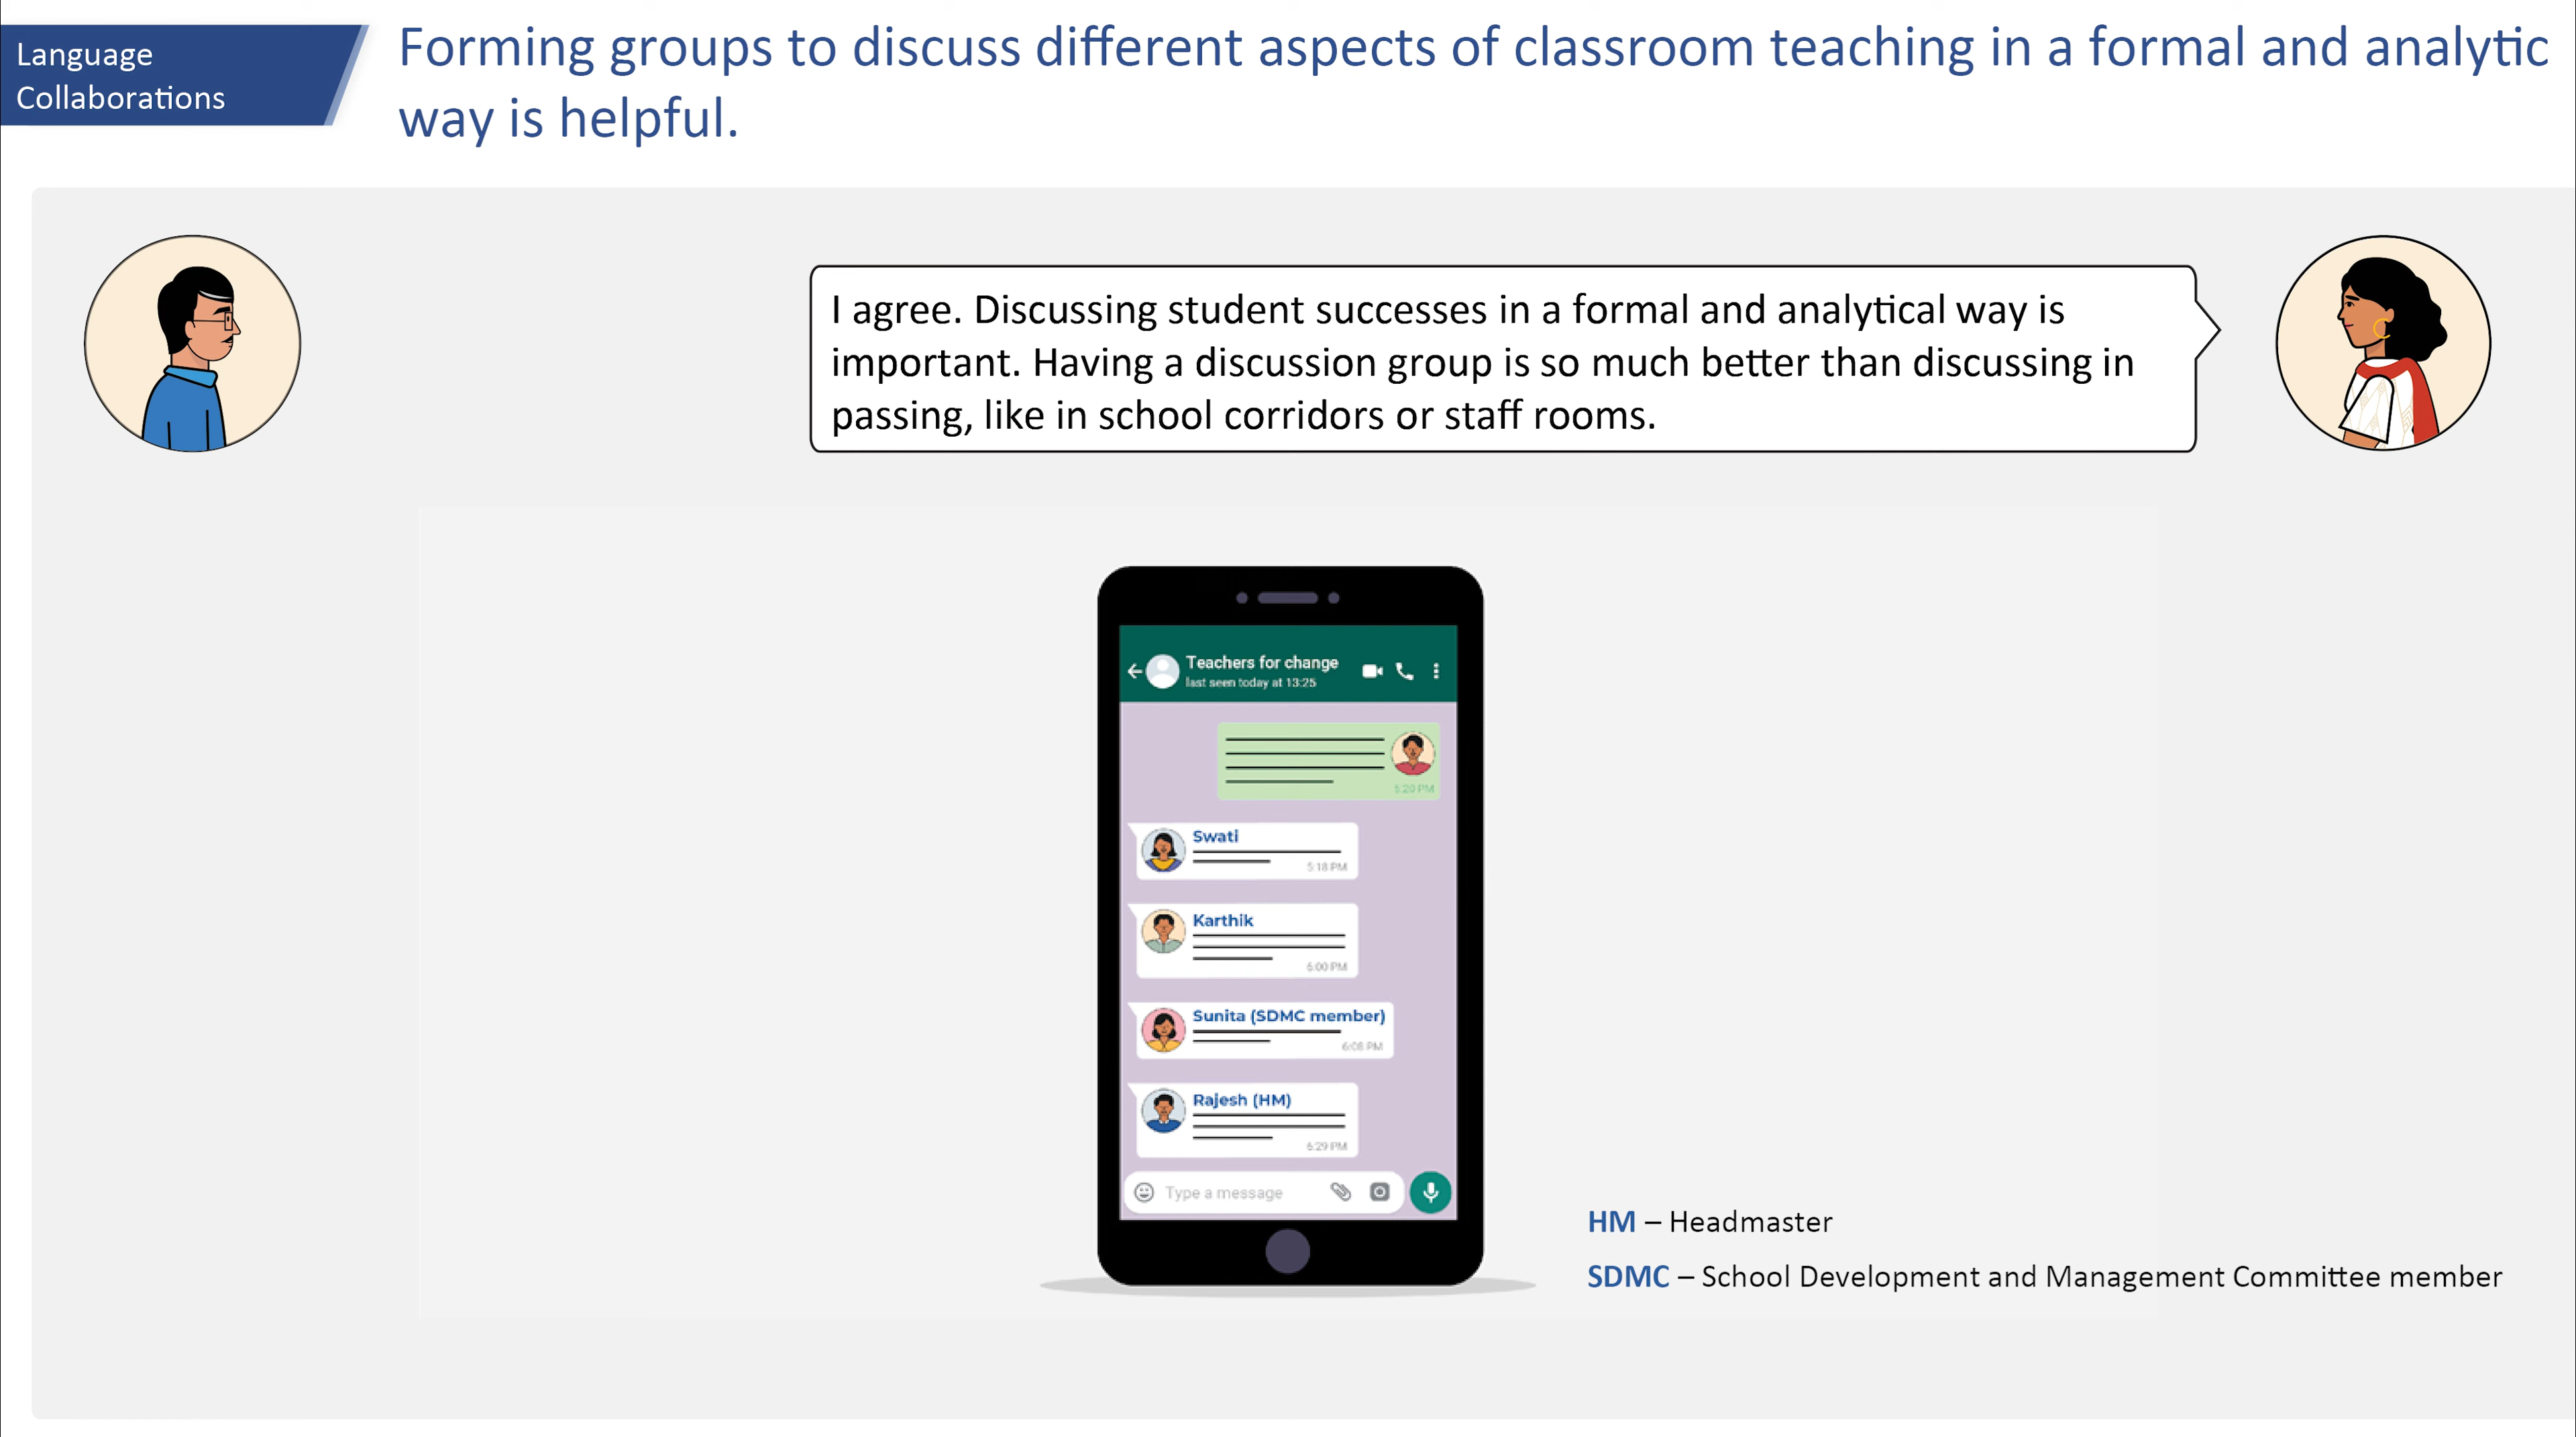 Language
Collaborations
Forming groups to discuss different aspects of classroom teaching in a formal and analytic
way is helpful.
I agree. Discussing student successes in a formal and analytical way is
important. Having a discussion group is so much better than discussing in
passing, like in school corridors or staff rooms.
Teachers for change
last seen today at 13:25
5:20 PM
Swati
5:18 PM
Karthik
6:00 PM
Sunita (SDMC member)
6:08 PM
Rajesh (HM)
6:29 PM
Type a message
HM – Headmaster
SDMC – School Development and Management Committee member